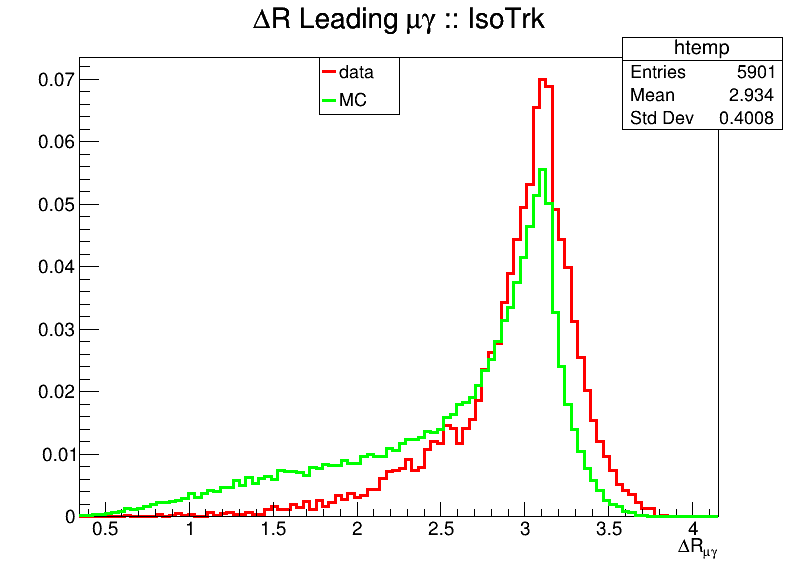 ΔR Leading μγ :: IsoTrk
htemp
Entries 5901
Mean 2.934
Std Dev 0.4008
data
MC
0.07
0.06
0.05
0.04
0.03
0.02
0.01
0
0.5 1 1.5 2 2.5 3 3.5 4
ΔRμγ